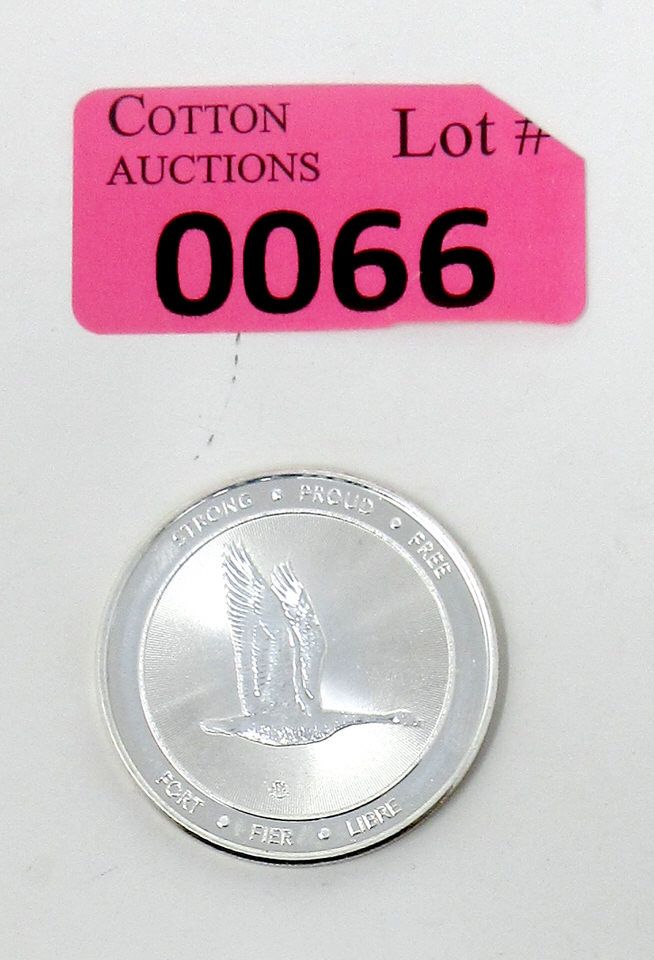 COTTON
AUCTIONS
Lot #
0066
STRONG • PROUD • FREE
FORT • FIER • LIBRE